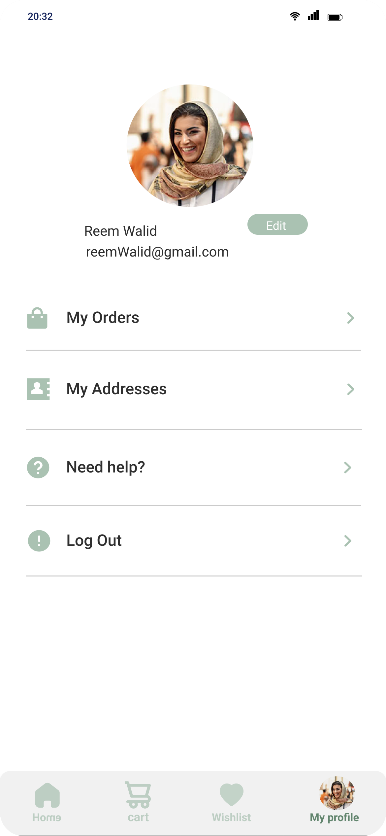 20:32
Reem Walid
Edit
reemWalid@gmail.com
My Orders
My Addresses
Need help?
Log Out
Home
cart
Wishlist
My profile